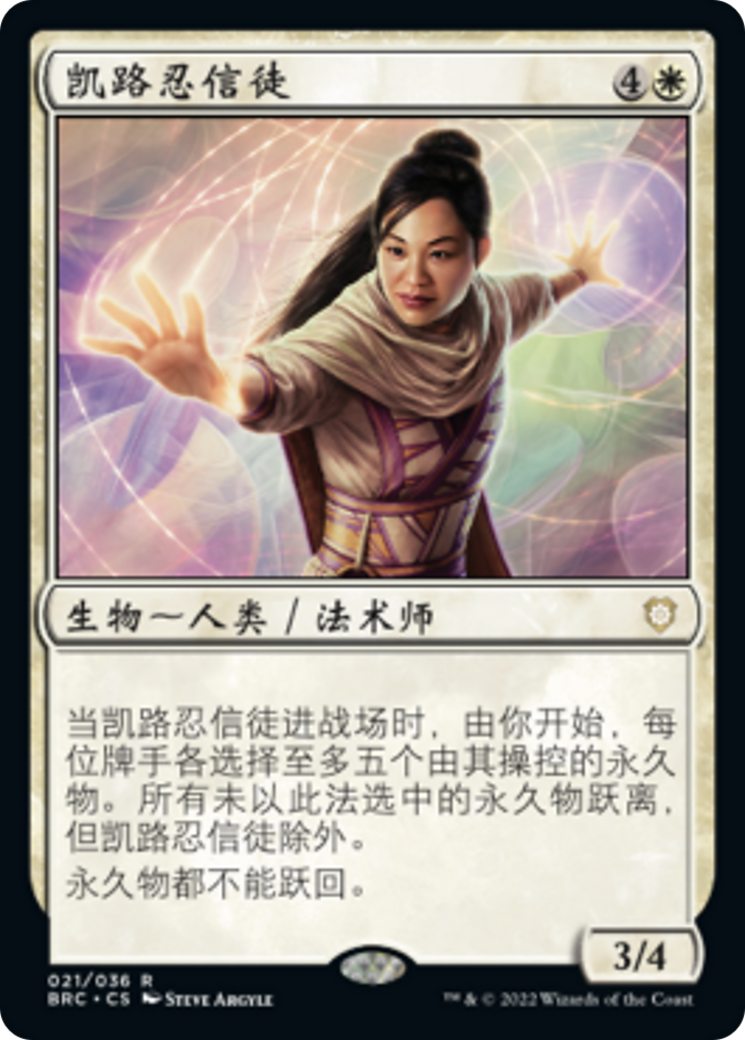 凯路忍信徒 4
生物～人类／法术师
当凯路忍信徒进战场时，由你开始，每
位牌手各选择至多五个由其操控的永久
物。所有未以此法选中的永久物跃离，
但凯路忍信徒除外。
永久物都不能跃回。
3/4
021/036 R
BRC • CS STEVE ARGYLE
™ & © 2022 Wizards of the Coast